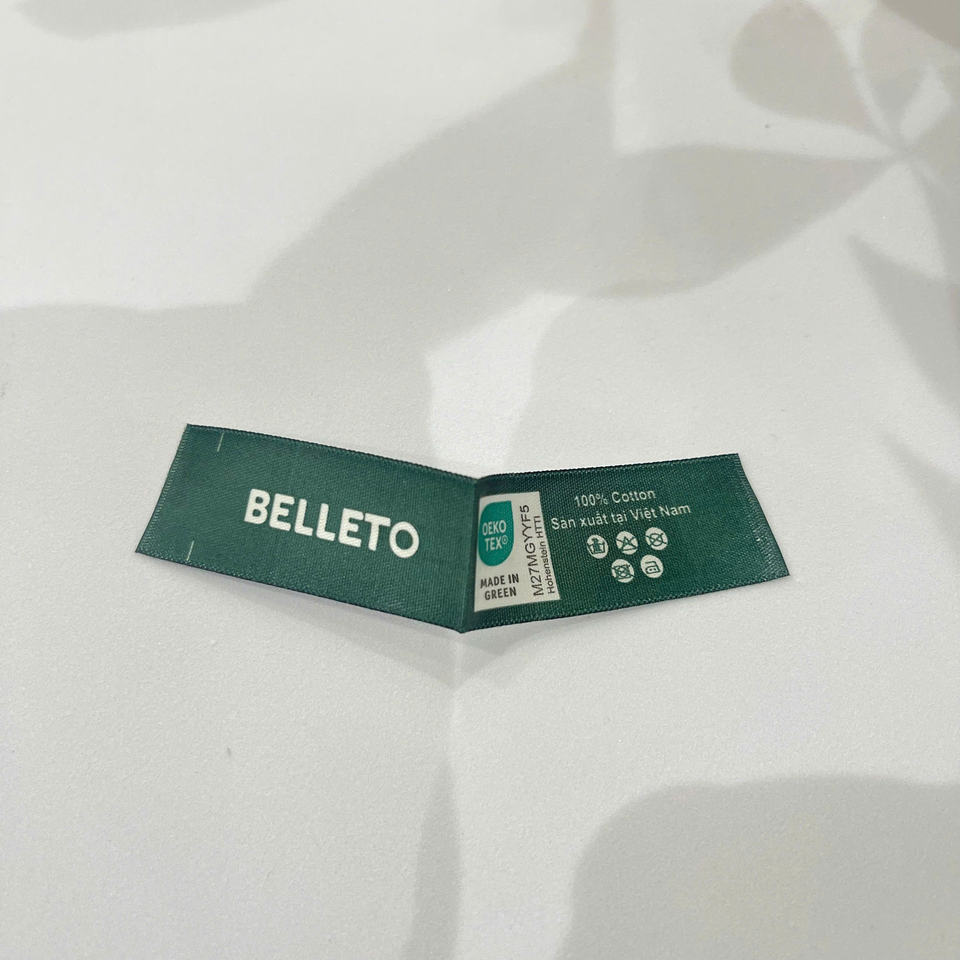 BELLETO
OEKO
TEX®
MADE IN
GREEN
M27MGYYF5
Hohenstein HTTI
100% Cotton
Sản xuất tại Việt Nam